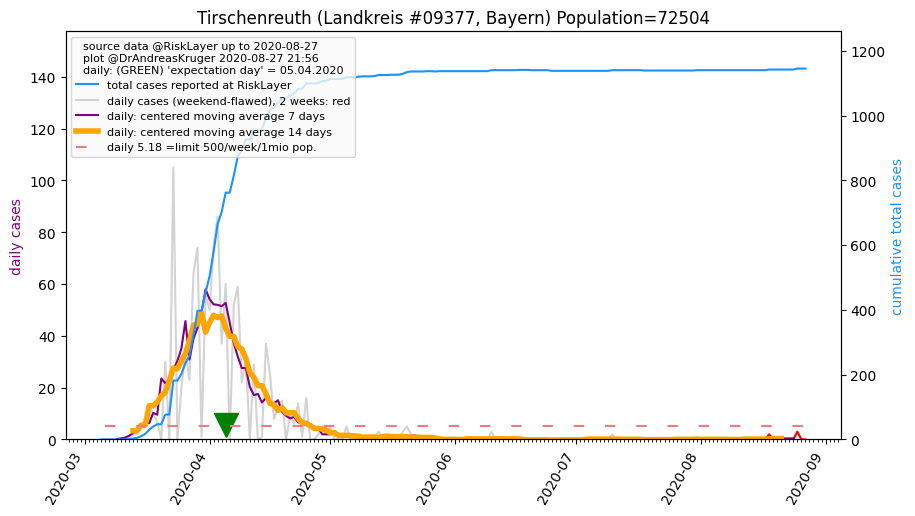 Tirschenreuth (Landkreis #09377, Bayern) Population=72504
source data @RiskLayer up to 2020-08-27
plot @DrAndreasKruger 2020-08-27 21:56
daily: (GREEN) 'expectation day' = 05.04.2020
total cases reported at RiskLayer
daily cases (weekend-flawed), 2 weeks: red
daily: centered moving average 7 days
daily: centered moving average 14 days
daily 5.18 =limit 500/week/1mio pop.
daily cases
140
120
100
80
60
40
20
0
cumulative total cases
1200
1000
800
600
400
200
0
2020-03
2020-04
2020-05
2020-06
2020-07
2020-08
2020-09